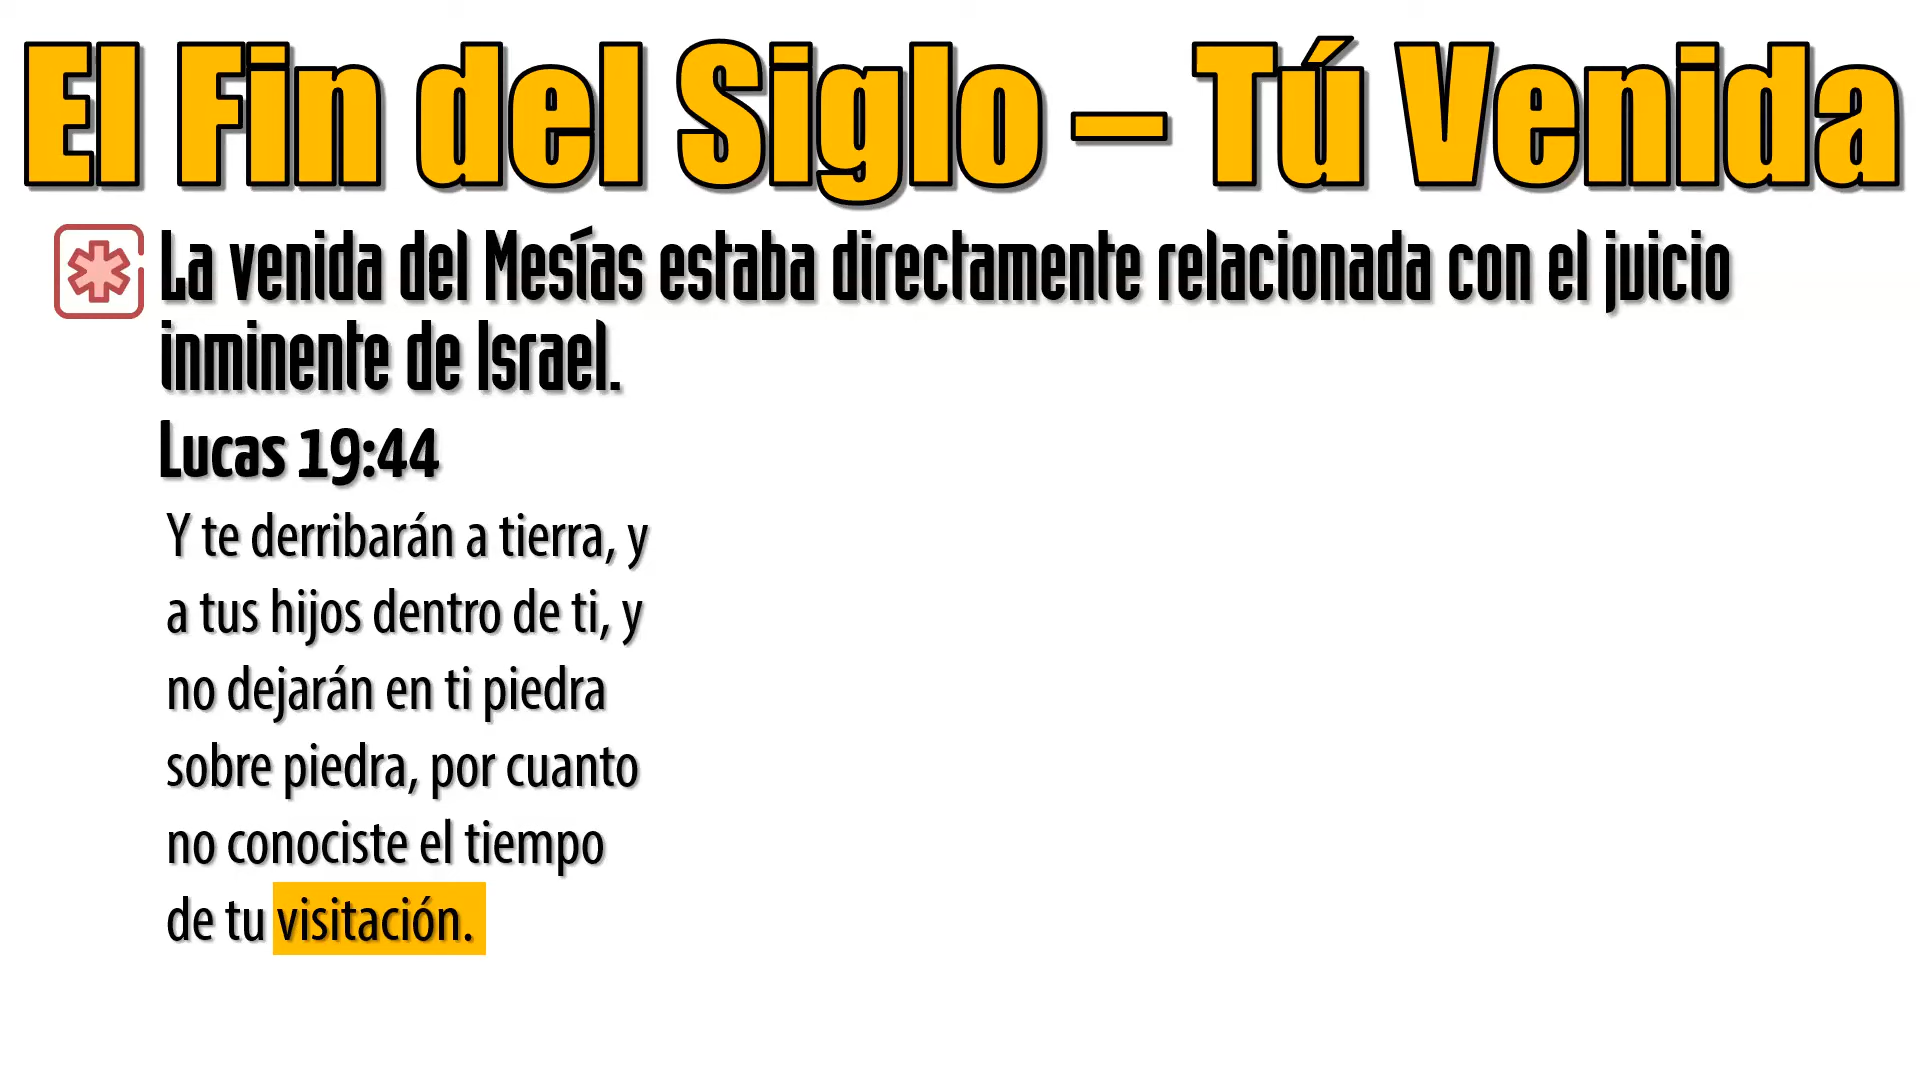 El Fin del Siglo – Tú Venida
La venida del Mesías estaba directamente relacionada con el juicio
inminente de Israel.
Lucas 19:44
Y te derribarán a tierra, y
a tus hijos dentro de ti, y
no dejarán en ti piedra
sobre piedra, por cuanto
no conociste el tiempo
de tu visitación.